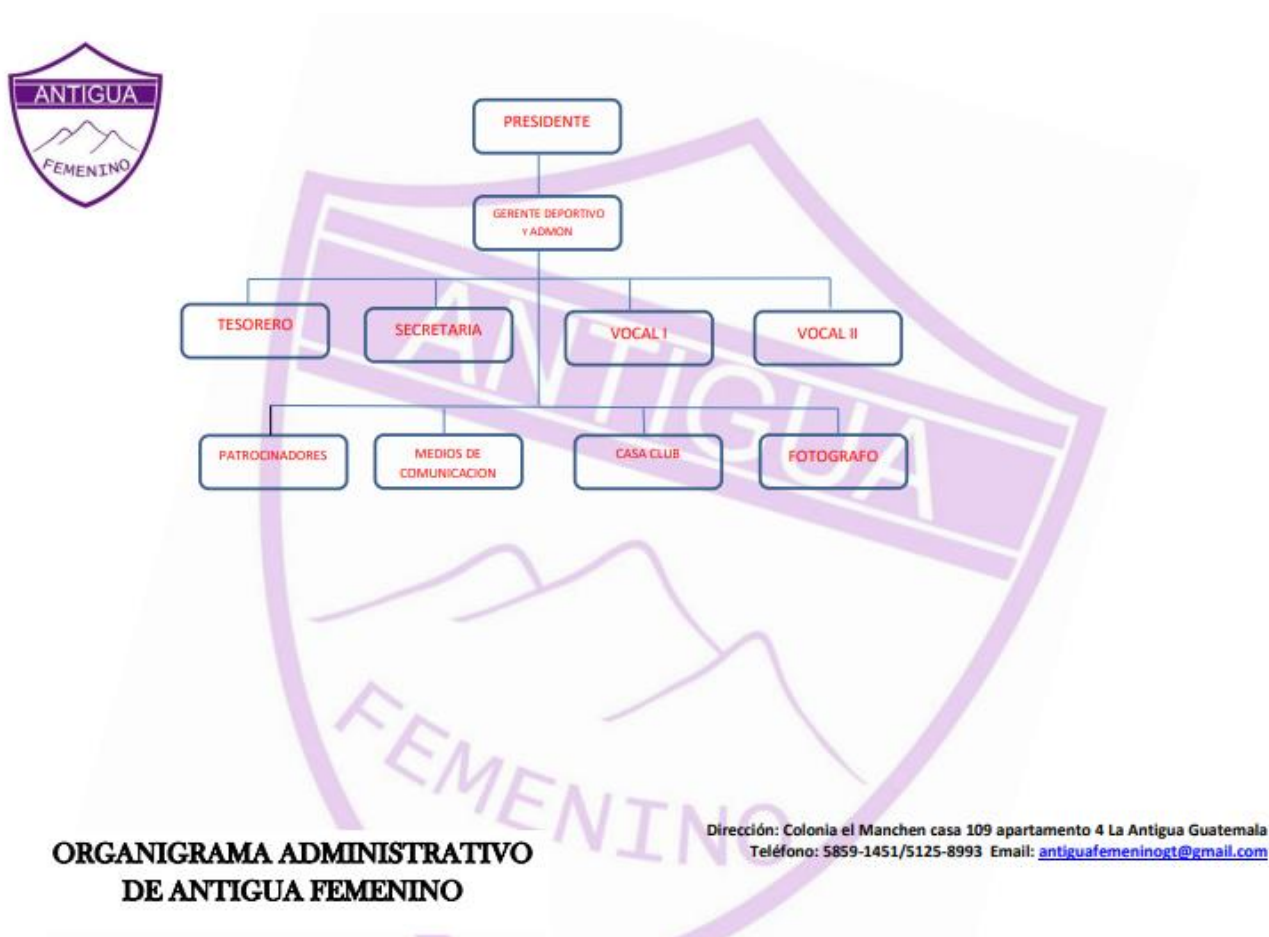 ANTIGUA
FEMENINO
PRESIDENTE
GERENTE DEPORTIVO
Y ADMON
TESORERO
SECRETARIA
VOCAL I
VOCAL II
PATROCINADORES
MEDIOS DE
COMUNICACION
CASA CLUB
FOTOGRAFO
ANTIGUA
FEMENINO
ORGANIGRAMA ADMINISTRATIVO
DE ANTIGUA FEMENINO
Dirección: Colonia el Manchen casa 109 apartamento 4 La Antigua Guatemala
Teléfono: 5859-1451/5125-8993 Email: antiguafemeninogt@gmail.com